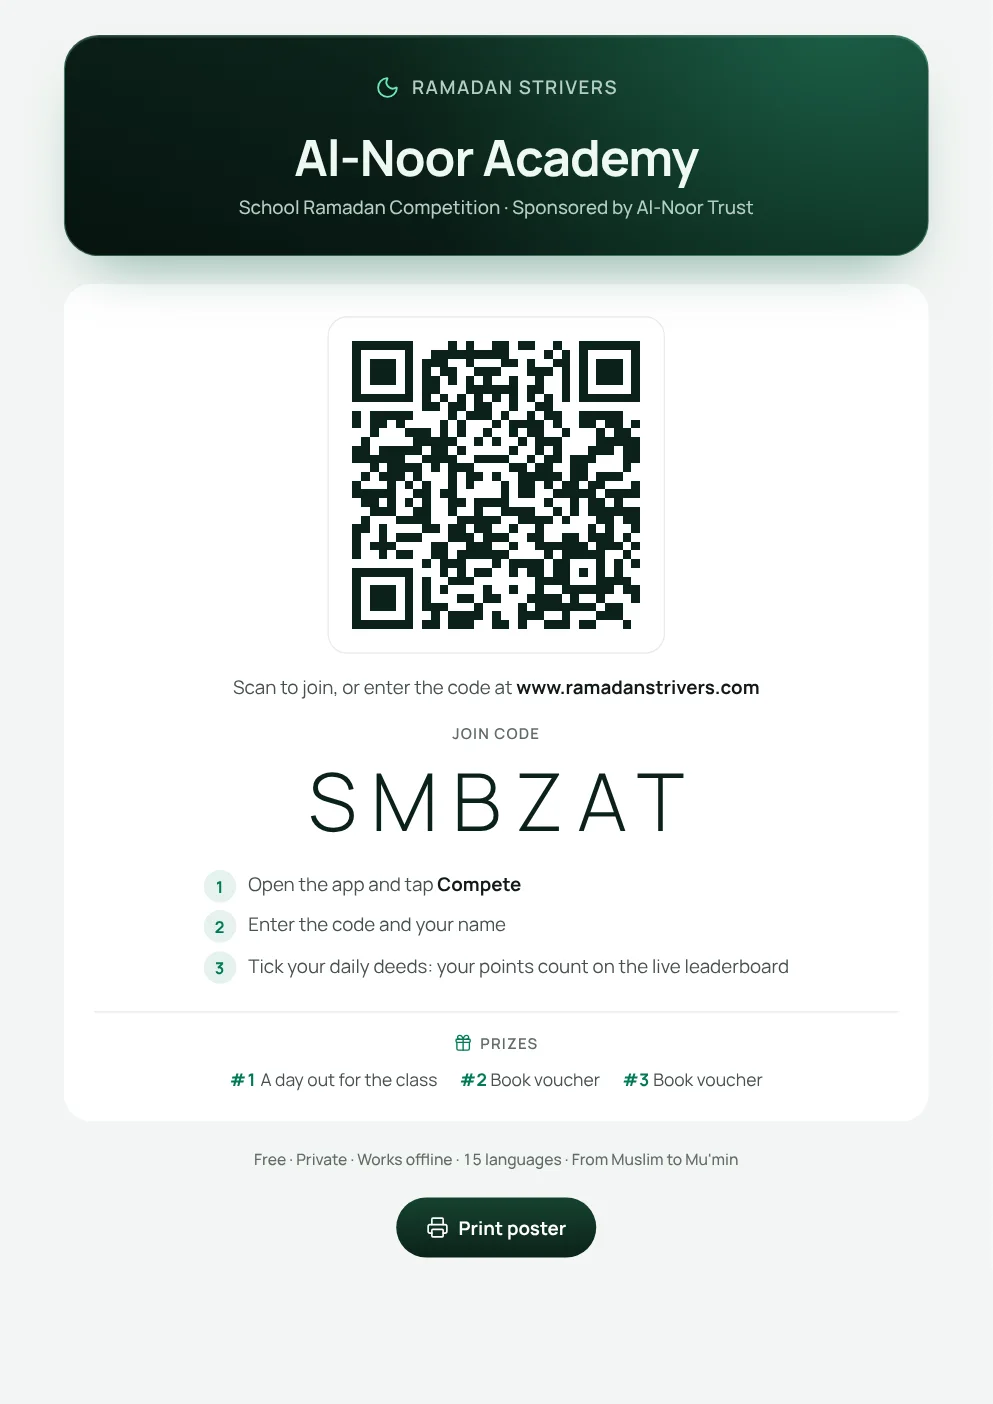 RAMADAN STRIVERS
Al-Noor Academy
School Ramadan Competition · Sponsored by Al-Noor Trust
Scan to join, or enter the code at www.ramadanstrivers.com
JOIN CODE
SMBZAT
1 Open the app and tap Compete
2 Enter the code and your name
3 Tick your daily deeds: your points count on the live leaderboard
PRIZES
#1 A day out for the class #2 Book voucher #3 Book voucher
Free · Private · Works offline · 15 languages · From Muslim to Mu'min
Print poster